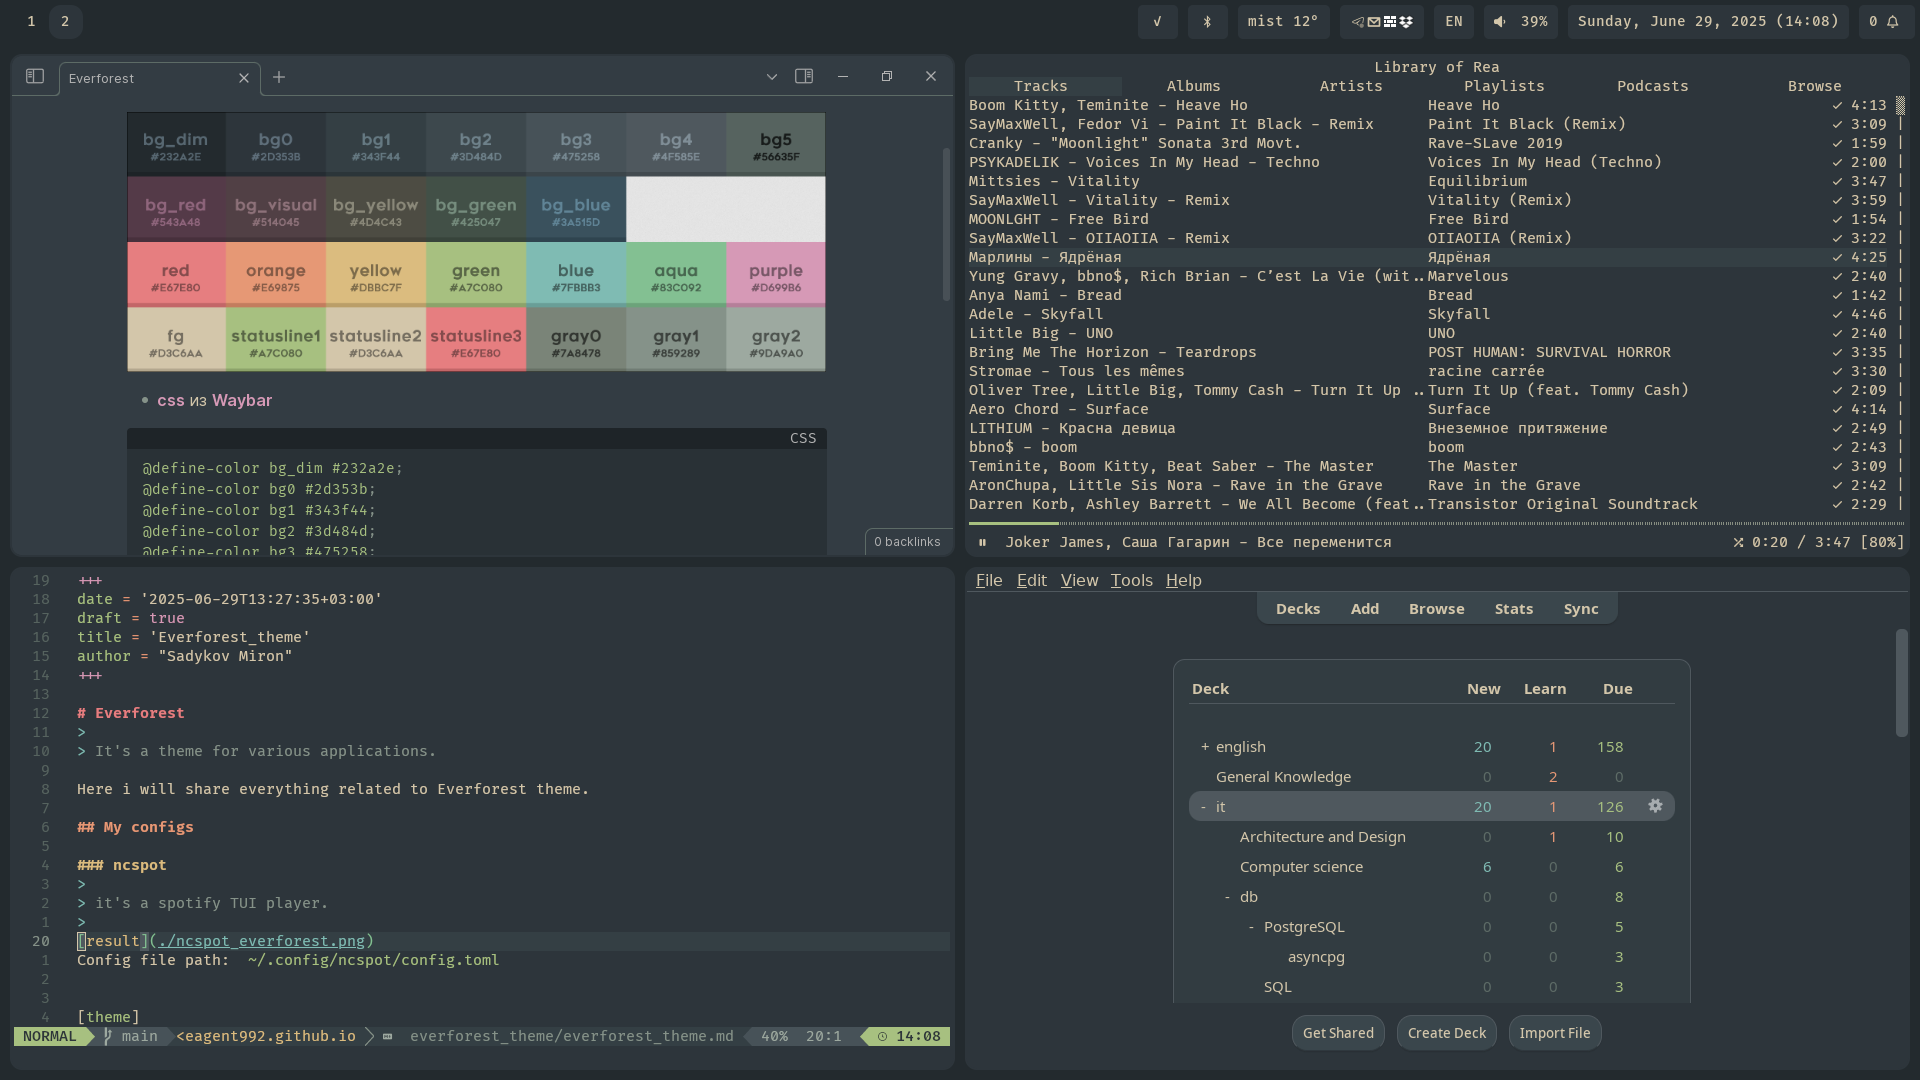 1 2 √ mist 12° EN 39% Sunday, June 29, 2025 (14:08) 0
Everforest
bg_dim bg0 bg1 bg2 bg3 bg4 bg5
#232A2E #2D353B #343F44 #3D484D #475258 #4F585E #56635F
bg_red bg_visual bg_yellow bg_green bg_blue
#543A48 #514045 #4D4C43 #425047 #3A515D
red orange yellow green blue aqua purple
#E67E80 #E69875 #DBBC7F #A7C080 #7FBBB3 #83C092 #D699B6
fg statusline1 statusline2 statusline3 gray0 gray1 gray2
#D3C6AA #A7C080 #D3C6AA #E67E80 #7A8478 #859289 #9DA9A0
• css из Waybar
CSS
@define-color bg_dim #232a2e;
@define-color bg0 #2d353b;
@define-color bg1 #343f44;
@define-color bg2 #3d484d;
@define-color bg3 #475258;
0 backlinks
Library of Rea
Tracks Albums Artists Playlists Podcasts Browse
Boom Kitty, Teminite - Heave Ho Heave Ho ✓ 4:13
SayMaxWell, Fedor Vi - Paint It Black - Remix Paint It Black (Remix) ✓ 3:09
Cranky - "Moonlight" Sonata 3rd Movt. Rave-SLave 2019 ✓ 1:59
PSYKADELIK - Voices In My Head - Techno Voices In My Head (Techno) ✓ 2:00
Mittsies - Vitality Equilibrium ✓ 3:47
SayMaxWell - Vitality - Remix Vitality (Remix) ✓ 3:59
MOONLGHT - Free Bird Free Bird ✓ 1:54
SayMaxWell - OIIAOIIA - Remix OIIAOIIA (Remix) ✓ 3:22
Марлины - Ядрёная Ядрёная ✓ 4:25
Yung Gravy, bbno$, Rich Brian - C’est La Vie (wit.. Marvelous ✓ 2:40
Anya Nami - Bread Bread ✓ 1:42
Adele - Skyfall Skyfall ✓ 4:46
Little Big - UNO UNO ✓ 2:40
Bring Me The Horizon - Teardrops POST HUMAN: SURVIVAL HORROR ✓ 3:35
Stromae - Tous les mêmes racine carrée ✓ 3:30
Oliver Tree, Little Big, Tommy Cash - Turn It Up .. Turn It Up (feat. Tommy Cash) ✓ 2:09
Aero Chord - Surface Surface ✓ 4:14
LITHIUM - Красна девица Внеземное притяжение ✓ 2:49
bbno$ - boom boom ✓ 2:43
Teminite, Boom Kitty, Beat Saber - The Master The Master ✓ 3:09
AronChupa, Little Sis Nora - Rave in the Grave Rave in the Grave ✓ 2:42
Darren Korb, Ashley Barrett - We All Become (feat.. Transistor Original Soundtrack ✓ 2:29
Joker James, Саша Гагарин - Все переменится 0:20 / 3:47 [80%]
19 +++
18 date = '2025-06-29T13:27:35+03:00'
17 draft = true
16 title = 'Everforest_theme'
15 author = "Sadykov Miron"
14 +++
13
12 # Everforest
11 >
10 > It's a theme for various applications.
9
8 Here i will share everything related to Everforest theme.
7
6 ## My configs
5
4 ### ncspot
3 >
2 > it's a spotify TUI player.
1 >
20 [result](./ncspot_everforest.png)
1 Config file path: ~/.config/ncspot/config.toml
2
3
4 [theme]
NORMAL main <eagent992.github.io everforest_theme/everforest_theme.md 40% 20:1 14:08
File Edit View Tools Help
Decks Add Browse Stats Sync
Deck New Learn Due
+ english 20 1 158
General Knowledge 0 2 0
- it 20 1 126
Architecture and Design 0 1 10
Computer science 6 0 6
- db 0 0 8
- PostgreSQL 0 0 5
asyncpg 0 0 3
SQL 0 0 3
Get Shared Create Deck Import File